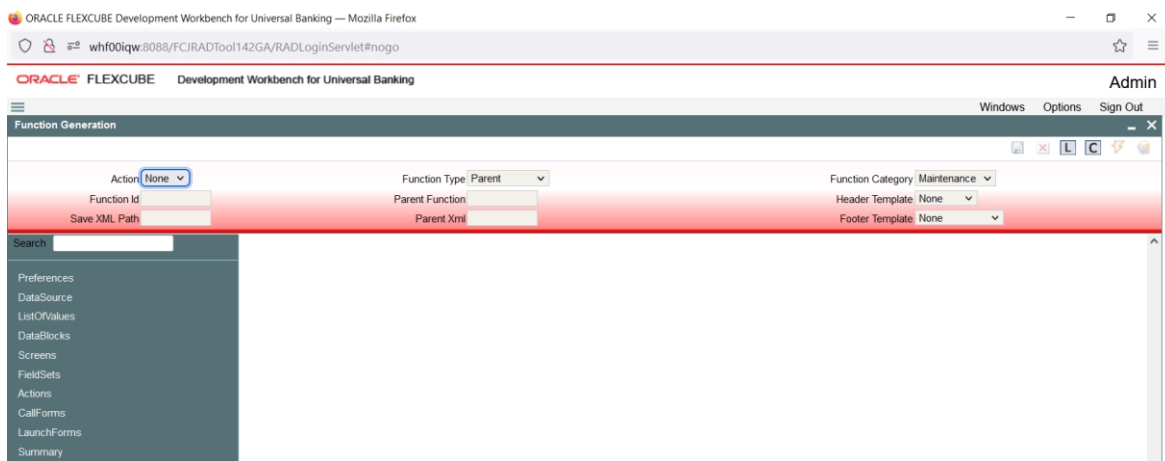 ORACLE FLEXCUBE Development Workbench for Universal Banking — Mozilla Firefox
whf00iqw:8088/FCJRADTool142GA/RADLoginServlet#nogo
ORACLE FLEXCUBE Development Workbench for Universal Banking Admin
Windows Options Sign Out
Function Generation
L C
Action None Function Type Parent Function Category Maintenance
Function Id Parent Function Header Template None
Save XML Path Parent Xml Footer Template None
Search
Preferences
DataSource
ListOfValues
DataBlocks
Screens
FieldSets
Actions
CallForms
LaunchForms
Summary